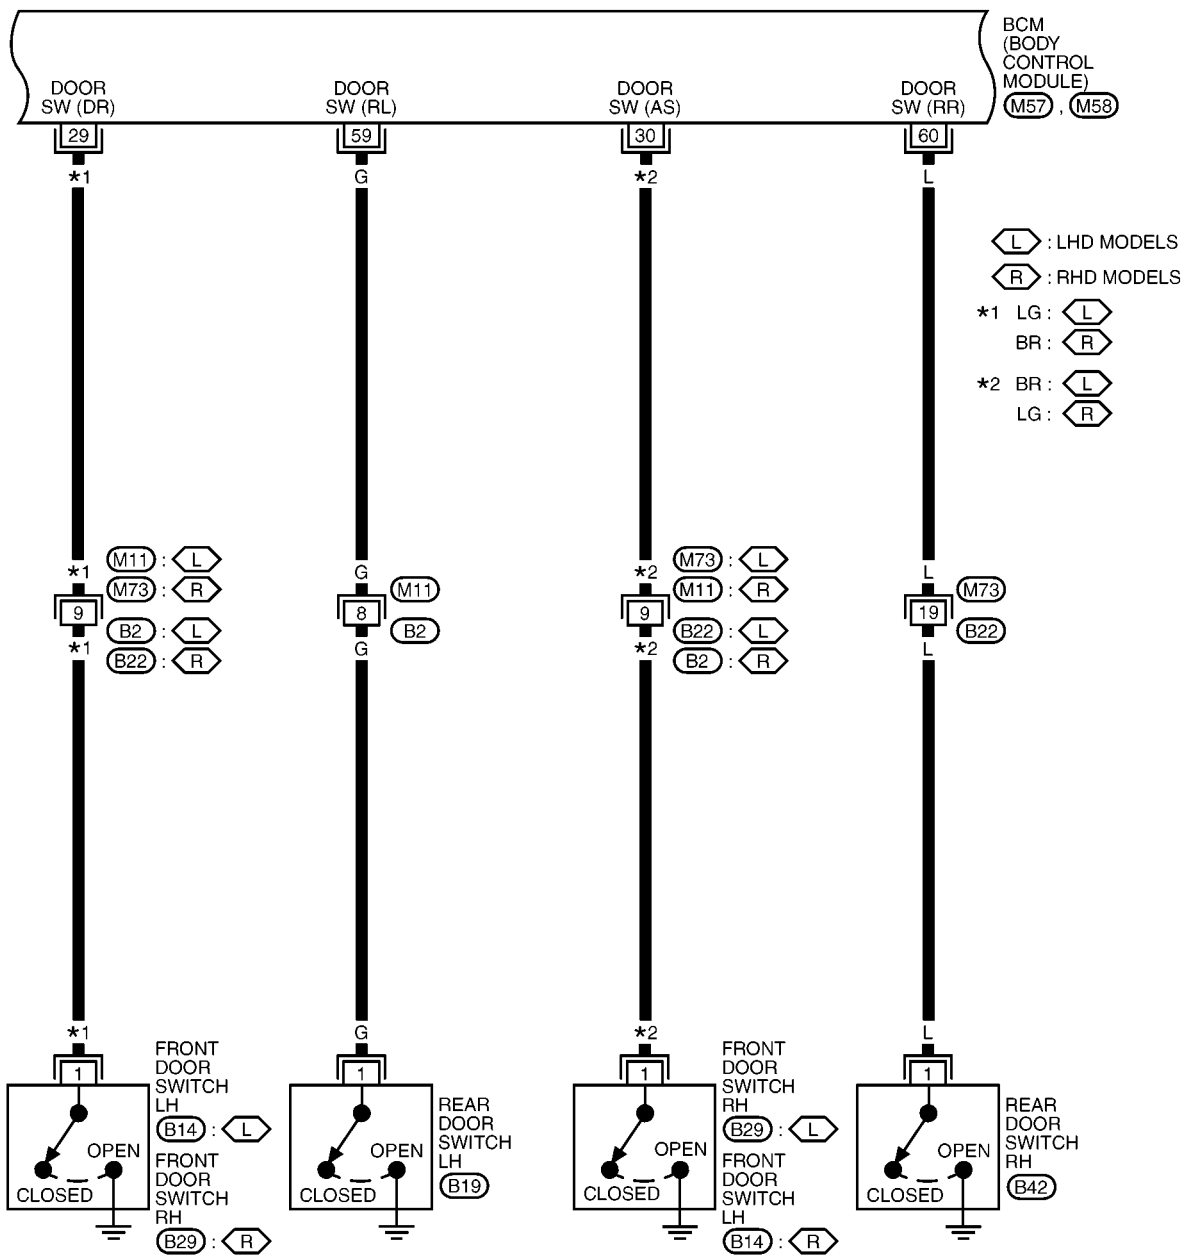 BCM
(BODY
CONTROL
MODULE)
M57 , M58
DOOR
SW (DR)
DOOR
SW (RL)
DOOR
SW (AS)
DOOR
SW (RR)
29
59
30
60
*1
G
*2
L
L : LHD MODELS
R : RHD MODELS
*1 LG : L
BR : R
*2 BR : L
LG : R
*1
M11 : L
M73 : R
9
B2 : L
B22 : R
*1
G
M11
8
B2
G
*2
M73 : L
M11 : R
9
B22 : L
B2 : R
*2
L
M73
19
B22
L
*1
G
*2
L
1
FRONT
DOOR
SWITCH
LH
B14 : L
FRONT
DOOR
SWITCH
RH
B29 : R
OPEN
CLOSED
1
REAR
DOOR
SWITCH
LH
B19
OPEN
CLOSED
1
FRONT
DOOR
SWITCH
RH
B29 : L
FRONT
DOOR
SWITCH
LH
B14 : R
OPEN
CLOSED
1
REAR
DOOR
SWITCH
RH
B42
OPEN
CLOSED